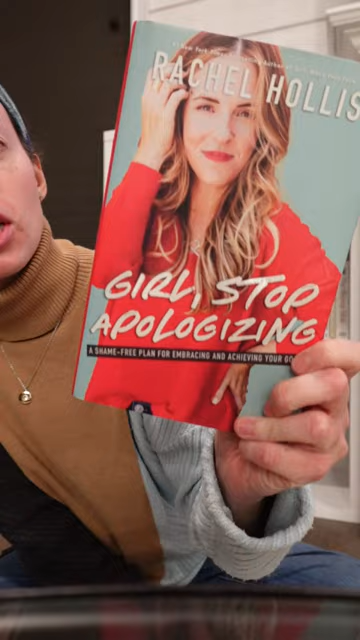 RACHEL HOLLIS
GIRL, STOP
APOLOGIZING
A SHAME-FREE PLAN FOR EMBRACING AND ACHIEVING YOUR